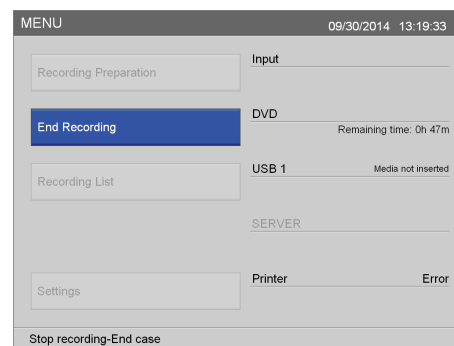 MENU 09/30/2014 13:19:33
Recording Preparation
Input
End Recording
DVD
Remaining time: 0h 47m
Recording List
USB 1 Media not inserted
SERVER
Settings
Printer Error
Stop recording-End case